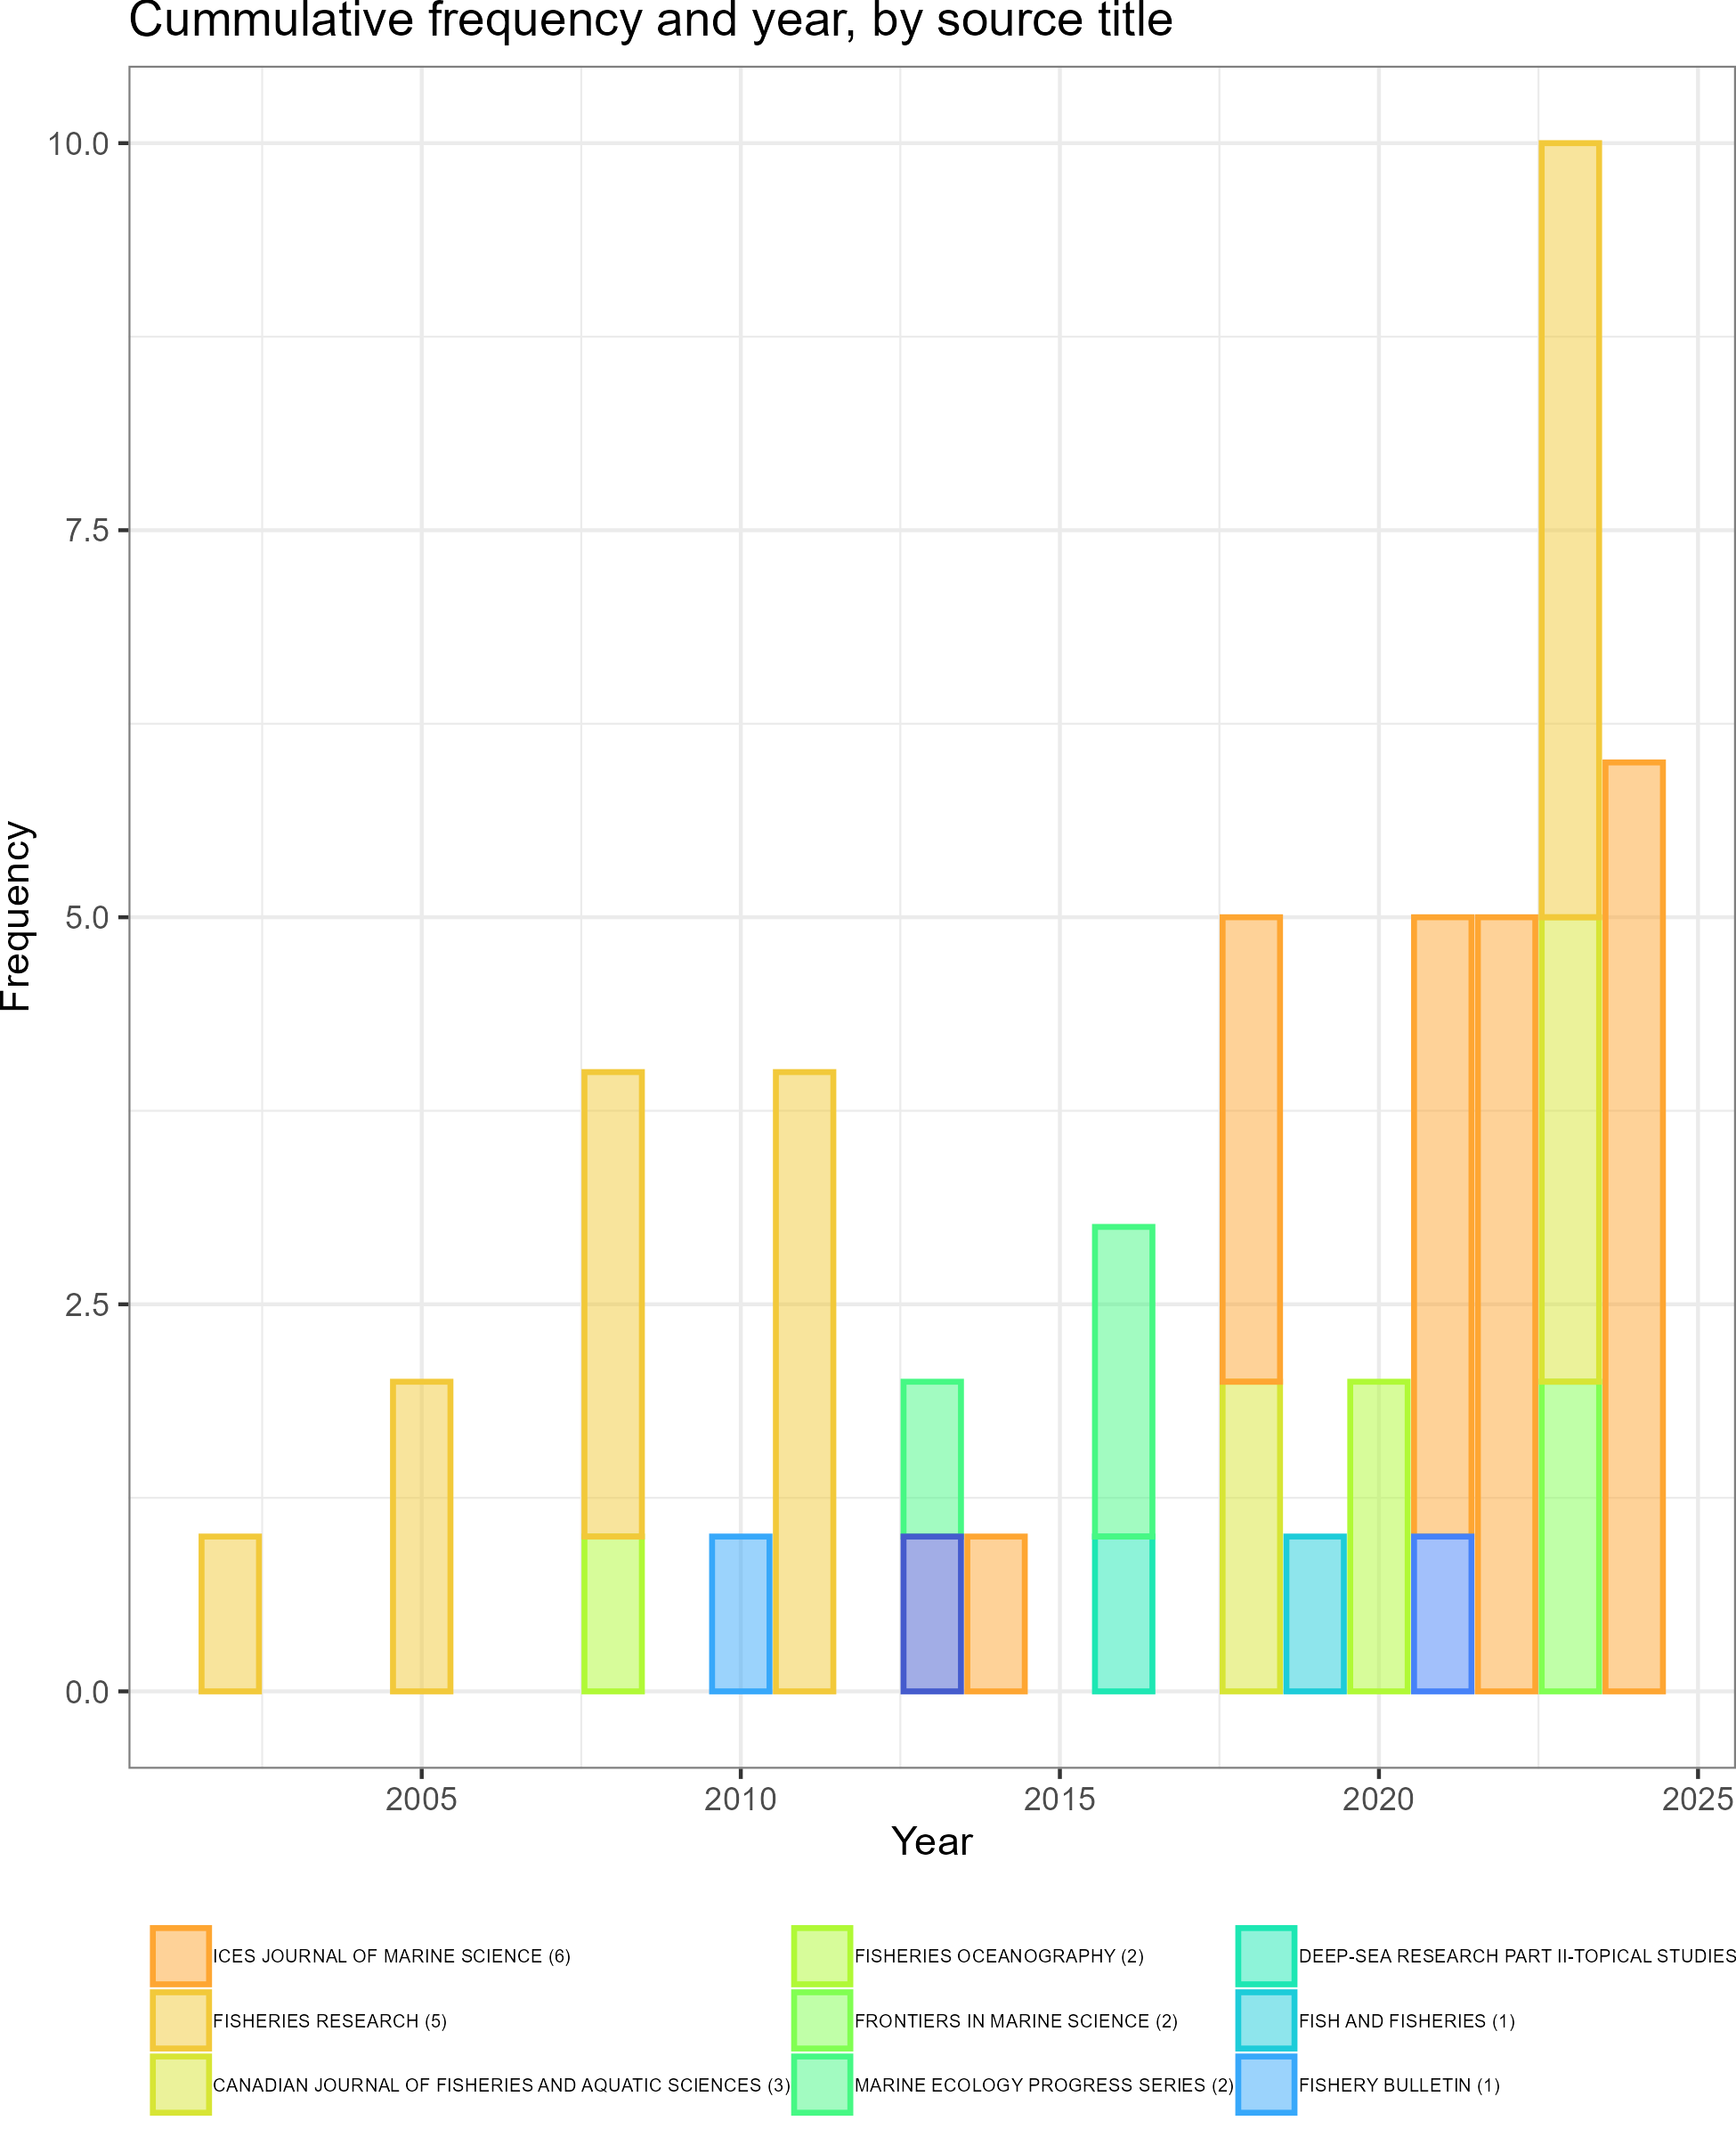 Cummulative frequency and year, by source title
10.0
7.5
5.0
2.5
0.0
Frequency
2005 2010 2015 2020 2025
Year
ICES JOURNAL OF MARINE SCIENCE (6)
FISHERIES RESEARCH (5)
CANADIAN JOURNAL OF FISHERIES AND AQUATIC SCIENCES (3)
FISHERIES OCEANOGRAPHY (2)
FRONTIERS IN MARINE SCIENCE (2)
MARINE ECOLOGY PROGRESS SERIES (2)
DEEP-SEA RESEARCH PART II-TOPICAL STUDIES
FISH AND FISHERIES (1)
FISHERY BULLETIN (1)